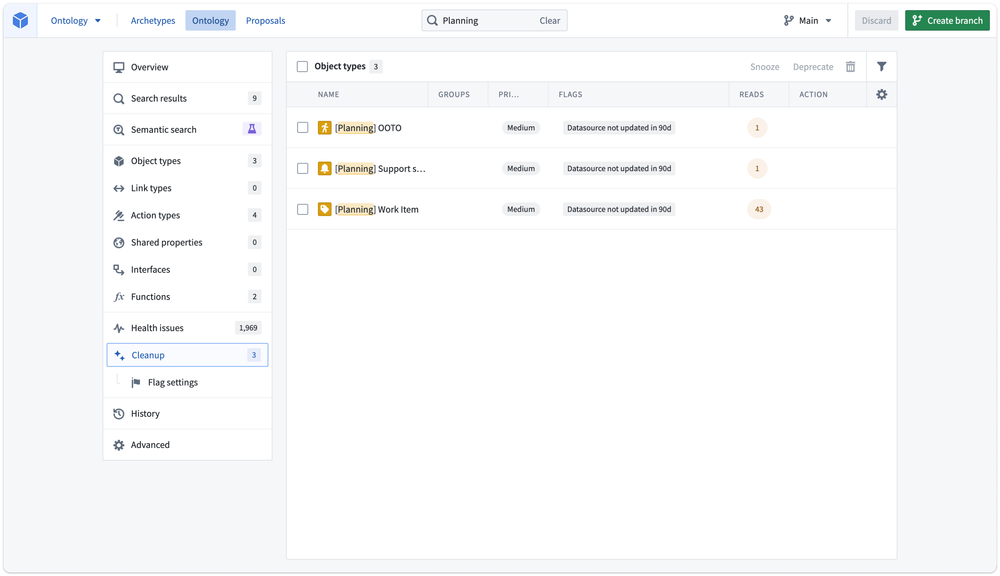 Ontology Archetypes Ontology Proposals Planning Clear Main Discard Create branch
Overview
Search results 9
Semantic search
Object types 3
Link types 0
Action types 4
Shared properties 0
Interfaces 0
Functions 2
Health issues 1,969
Cleanup 3
Flag settings
History
Advanced
Object types 3 Snooze Deprecate
NAME GROUPS PRI... FLAGS READS ACTION
[Planning] OOTO Medium Datasource not updated in 90d 1
[Planning] Support s... Medium Datasource not updated in 90d 1
[Planning] Work Item Medium Datasource not updated in 90d 43